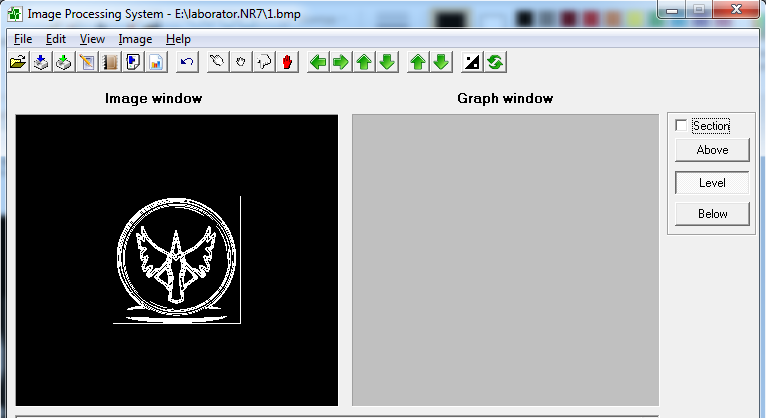 Image Processing System - E:\laborator.NR7\1.bmp
File Edit View Image Help
Image window
Graph window
Section
Above
Level
Below